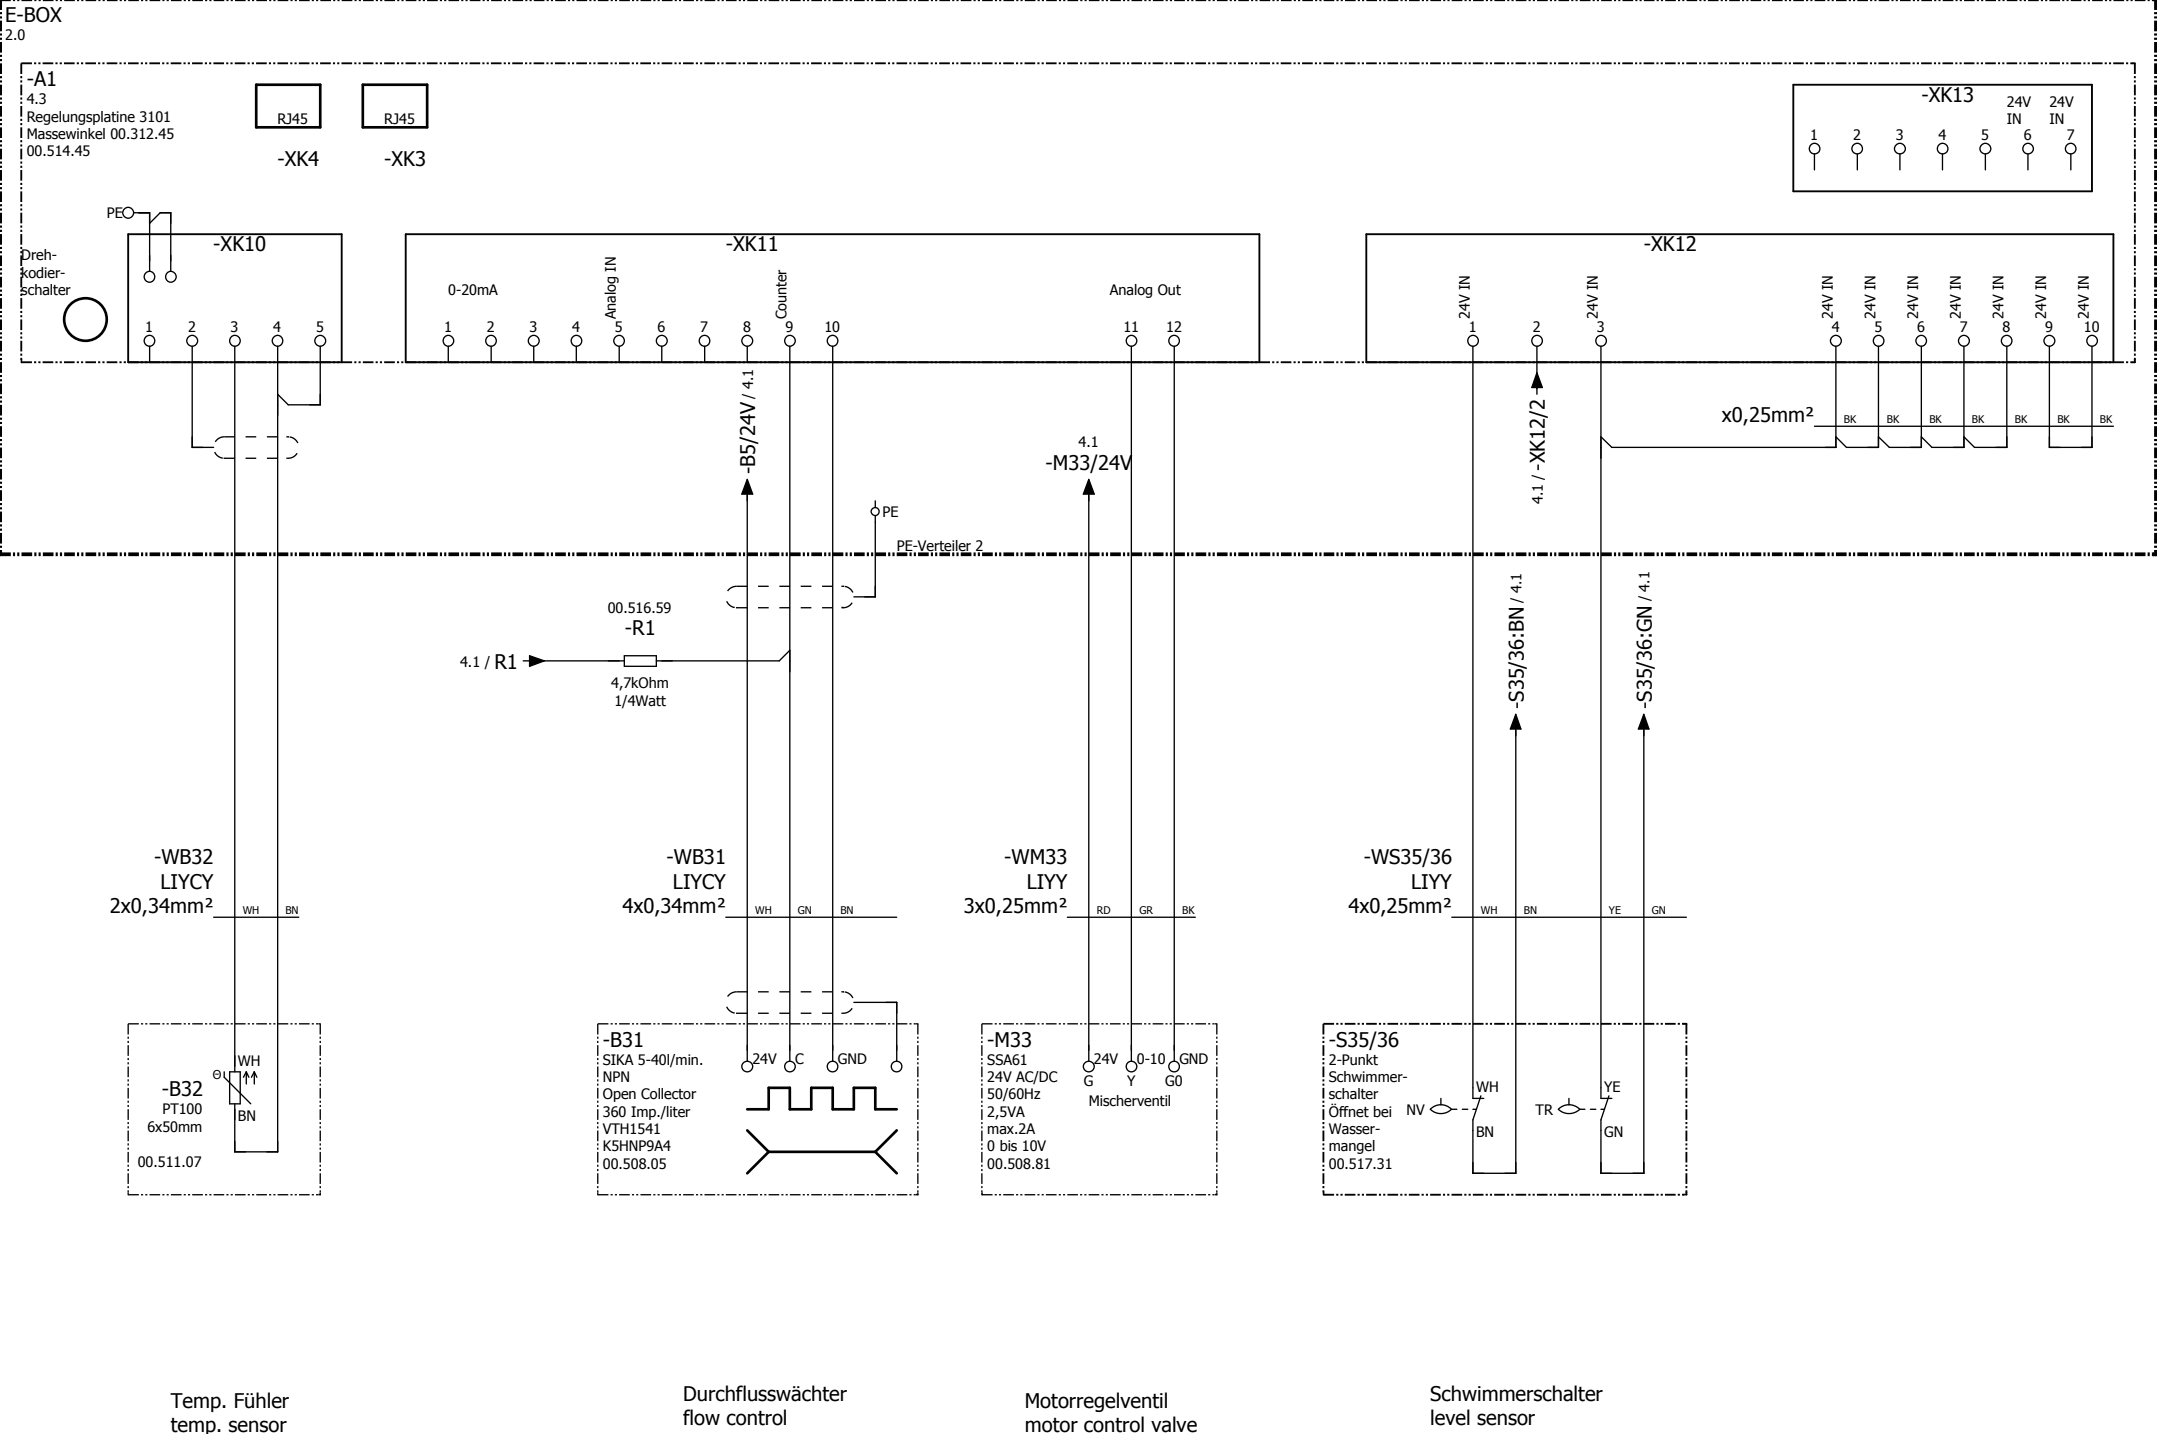 E-BOX
2.0
-A1
4.3
Regelungsplatine 3101
Massewinkel 00.312.45
00.514.45
RJ45
-XK4
RJ45
-XK3
-XK13
24V
IN
24V
IN
1 2 3 4 5 6 7
PE
Dreh-
kodier-
schalter
-XK10
1 2 3 4 5
-XK11
0-20mA
Analog IN
Counter
Analog Out
1 2 3 4 5 6 7 8 9 10 11 12
-XK12
24V IN
24V IN
24V IN
24V IN
24V IN
24V IN
24V IN
24V IN
24V IN
1 2 3 4 5 6 7 8 9 10
-B5/24V / 4.1
4.1
-M33/24V
4.1 / -XK12/2
x0,25mm²
BK BK BK BK BK BK BK
PE
PE-Verteiler 2
00.516.59
-R1
4.1 / R1
4,7kOhm
1/4Watt
-S35/36:BN / 4.1
-S35/36:GN / 4.1
-WB32
LIYCY
2x0,34mm²
WH BN
-WB31
LIYCY
4x0,34mm²
WH GN BN
-WM33
LIYY
3x0,25mm²
RD GR BK
-WS35/36
LIYY
4x0,25mm²
WH BN YE GN
WH
Θ
-B32
PT100
6x50mm
BN
00.511.07
-B31
SIKA 5-40l/min.
NPN
Open Collector
360 Imp./liter
VTH1541
K5HNP9A4
00.508.05
24V C GND
-M33
SSA61
24V AC/DC
50/60Hz
2,5VA
max.2A
0 bis 10V
00.508.81
24V 0-10 GND
G Y G0
Mischerventil
-S35/36
2-Punkt
Schwimmer-
schalter
Öffnet bei
Wasser-
mangel
00.517.31
NV
WH
BN
TR
YE
GN
Temp. Fühler
temp. sensor
Durchflusswächter
flow control
Motorregelventil
motor control valve
Schwimmerschalter
level sensor